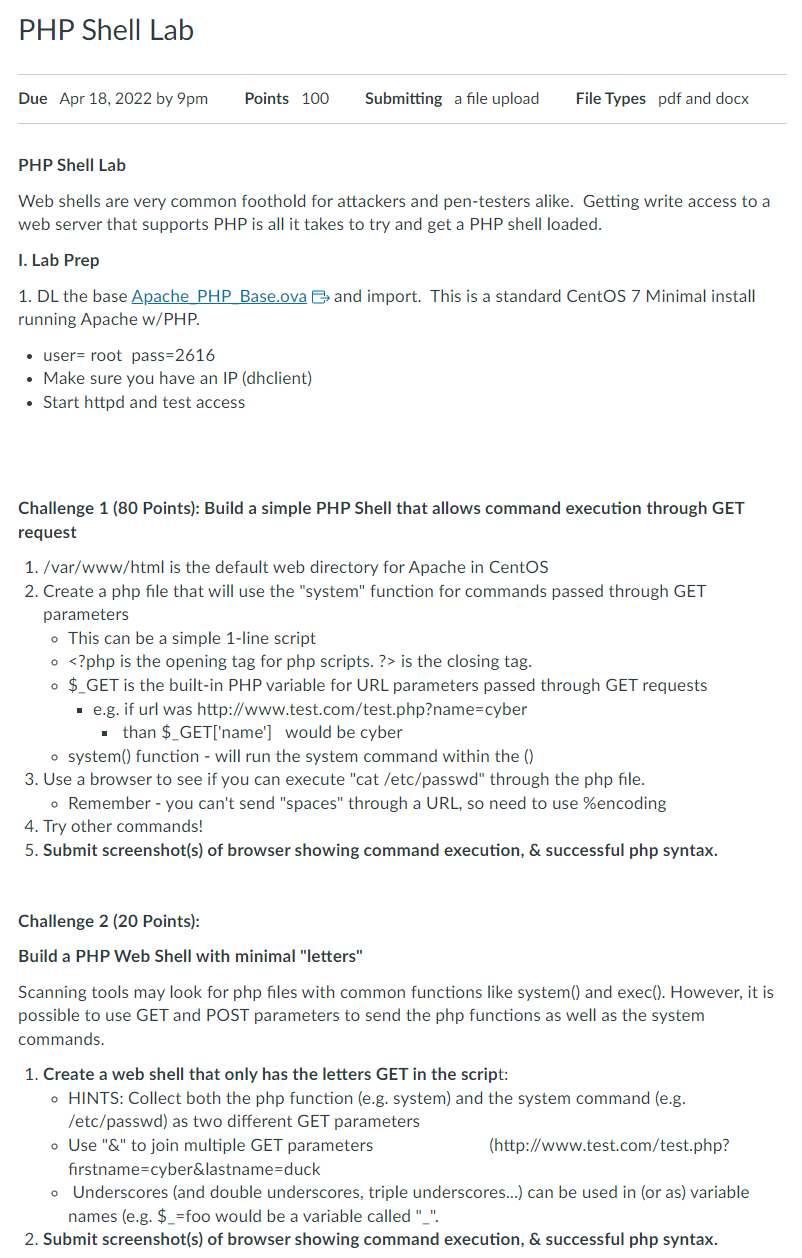 PHP Shell Lab
Due Apr 18, 2022 by 9pm Points 100 Submitting a file upload File Types pdf and docx
PHP Shell Lab
Web shells are very common foothold for attackers and pen-testers alike. Getting write access to a
web server that supports PHP is all it takes to try and get a PHP shell loaded.
I. Lab Prep
1. DL the base Apache_PHP_Base.ova and import. This is a standard CentOS 7 Minimal install
running Apache w/PHP.
• user= root pass=2616
• Make sure you have an IP (dhclient)
• Start httpd and test access
Challenge 1 (80 Points): Build a simple PHP Shell that allows command execution through GET
request
1. /var/www/html is the default web directory for Apache in CentOS
2. Create a php file that will use the "system" function for commands passed through GET
parameters
◦ This can be a simple 1-line script
◦ <?php is the opening tag for php scripts. ?> is the closing tag.
◦ $_GET is the built-in PHP variable for URL parameters passed through GET requests
▪ e.g. if url was http://www.test.com/test.php?name=cyber
▪ than $_GET['name'] would be cyber
◦ system() function - will run the system command within the ()
3. Use a browser to see if you can execute "cat /etc/passwd" through the php file.
◦ Remember - you can't send "spaces" through a URL, so need to use %encoding
4. Try other commands!
5. Submit screenshot(s) of browser showing command execution, & successful php syntax.
Challenge 2 (20 Points):
Build a PHP Web Shell with minimal "letters"
Scanning tools may look for php files with common functions like system() and exec(). However, it is
possible to use GET and POST parameters to send the php functions as well as the system
commands.
1. Create a web shell that only has the letters GET in the script:
◦ HINTS: Collect both the php function (e.g. system) and the system command (e.g.
/etc/passwd) as two different GET parameters
◦ Use "&" to join multiple GET parameters (http://www.test.com/test.php?
firstname=cyber&lastname=duck
◦ Underscores (and double underscores, triple underscores...) can be used in (or as) variable
names (e.g. $_=foo would be a variable called "_".
2. Submit screenshot(s) of browser showing command execution, & successful php syntax.